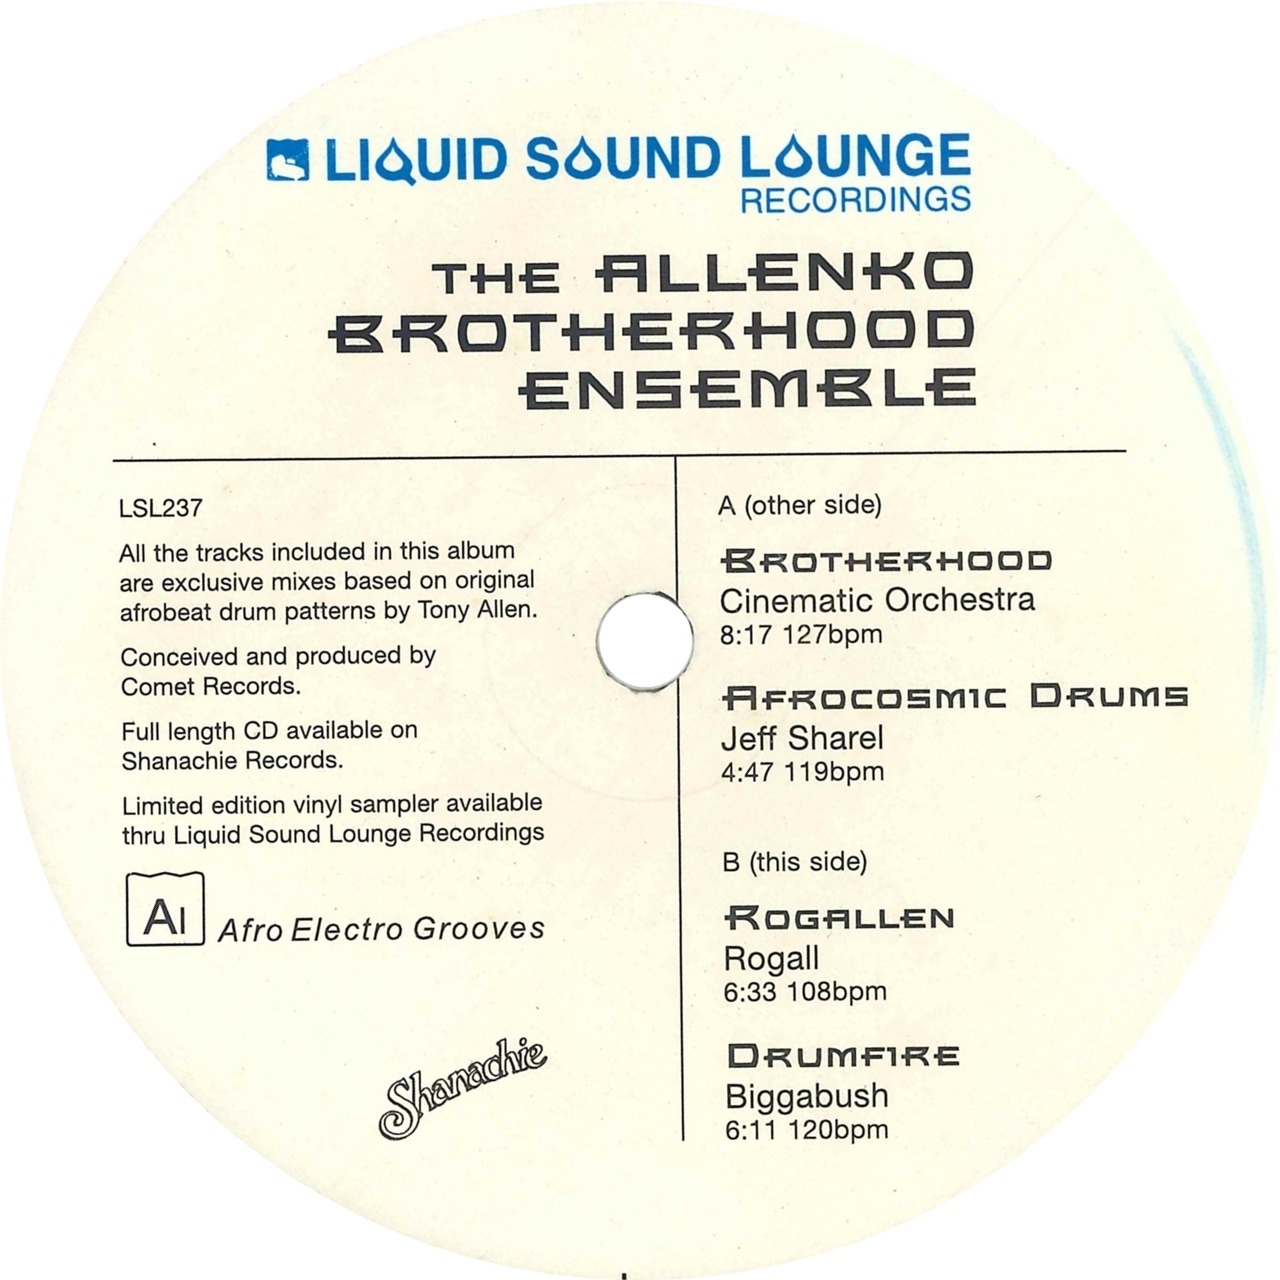 LIQUID SOUND LOUNGE
RECORDINGS
THE ALLENKO
BROTHERHOOD
ENSEMBLE
LSL237
All the tracks included in this album
are exclusive mixes based on original
afrobeat drum patterns by Tony Allen.
Conceived and produced by
Comet Records.
Full length CD available on
Shanachie Records.
Limited edition vinyl sampler available
thru Liquid Sound Lounge Recordings
AI
Afro Electro Grooves
Shanachie
A (other side)
BROTHERHOOD
Cinematic Orchestra
8:17 127bpm
AFROCOSMIC DRUMS
Jeff Sharel
4:47 119bpm
B (this side)
ROGALLEN
Rogall
6:33 108bpm
DRUMFIRE
Biggabush
6:11 120bpm